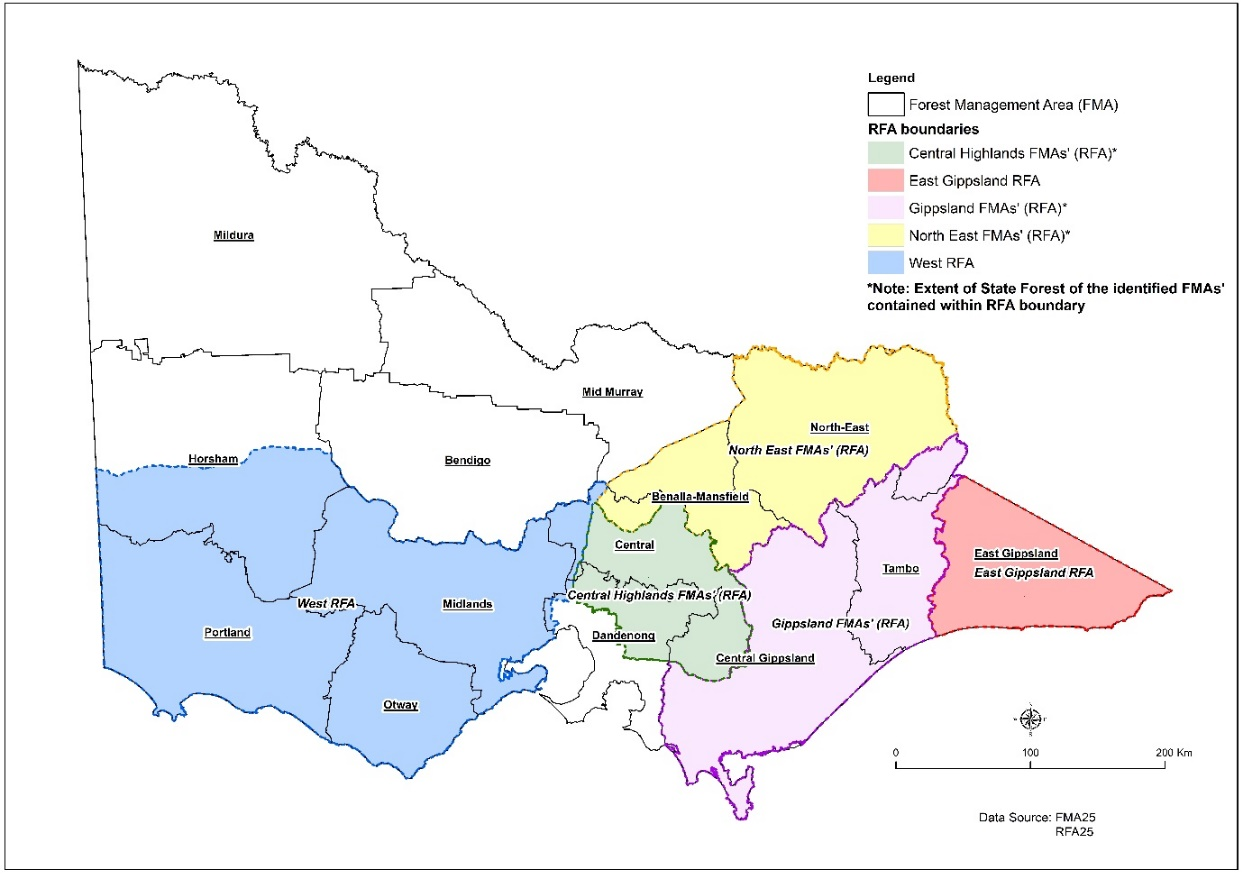 Legend
Forest Management Area (FMA)
RFA boundaries
Central Highlands FMAs' (RFA)*
East Gippsland RFA
Gippsland FMAs' (RFA)*
North East FMAs' (RFA)*
West RFA
*Note: Extent of State Forest of the identified FMAs'
contained within RFA boundary
Mildura
Mid Murray
North-East
North East FMAs' (RFA)
Horsham
Bendigo
Benalla-Mansfield
Central
East Gippsland
East Gippsland RFA
Tambo
Central Highlands FMAs' (RFA)
West RFA
Midlands
Gippsland FMAs' (RFA)
Portland
Dandenong
Central Gippsland
Otway
0 100 200 Km
Data Source: FMA25
RFA25